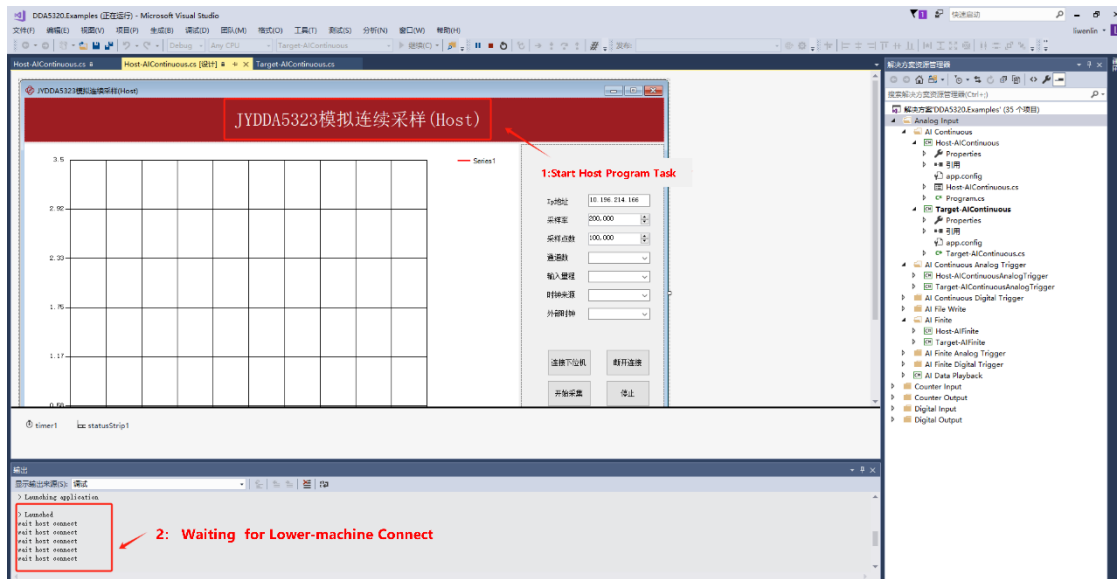 DDA5320.Examples (正在运行) - Microsoft Visual Studio
快速启动
文件(F) 编辑(E) 视图(V) 项目(P) 生成(B) 调试(D) 团队(M) 格式(O) 工具(T) 测试(S) 分析(N) 窗口(W) 帮助(H)
liwenlin
Debug Any CPU Target-AIContinuous 继续(C) 发布:
Host-AIContinuous.cs
Host-AIContinuous.cs [设计]
Target-AIContinuous.cs
JYDDA5323模拟连续采样(Host)
JYDDA5323模拟连续采样(Host)
3.5
2.92
2.33
1.75
1.17
0.58
Series1
1:Start Host Program Task
Ip地址 10.196.214.166
采样率 200.000
采样点数 100.000
通道数
输入量程
时钟来源
外部时钟
连接下位机 断开连接
开始采集 停止
timer1 statusStrip1
输出
显示输出来源(S): 调试
> Launching application
> Launched
wait host connect
wait host connect
wait host connect
wait host connect
wait host connect
2: Waiting for Lower-machine Connect
解决方案资源管理器
搜索解决方案资源管理器(Ctrl+;)
解决方案'DDA5320.Examples' (35 个项目)
Analog Input
AI Continuous
Host-AIContinuous
Properties
引用
app.config
Host-AIContinuous.cs
Program.cs
Target-AIContinuous
Properties
引用
app.config
Target-AIContinuous.cs
AI Continuous Analog Trigger
Host-AIContinuousAnalogTrigger
Target-AIContinuousAnalogTrigger
AI Continuous Digital Trigger
AI File Write
AI Finite
Host-AIFinite
Target-AIFinite
AI Finite Analog Trigger
AI Finite Digital Trigger
AI Data Playback
Counter Input
Counter Output
Digital Input
Digital Output